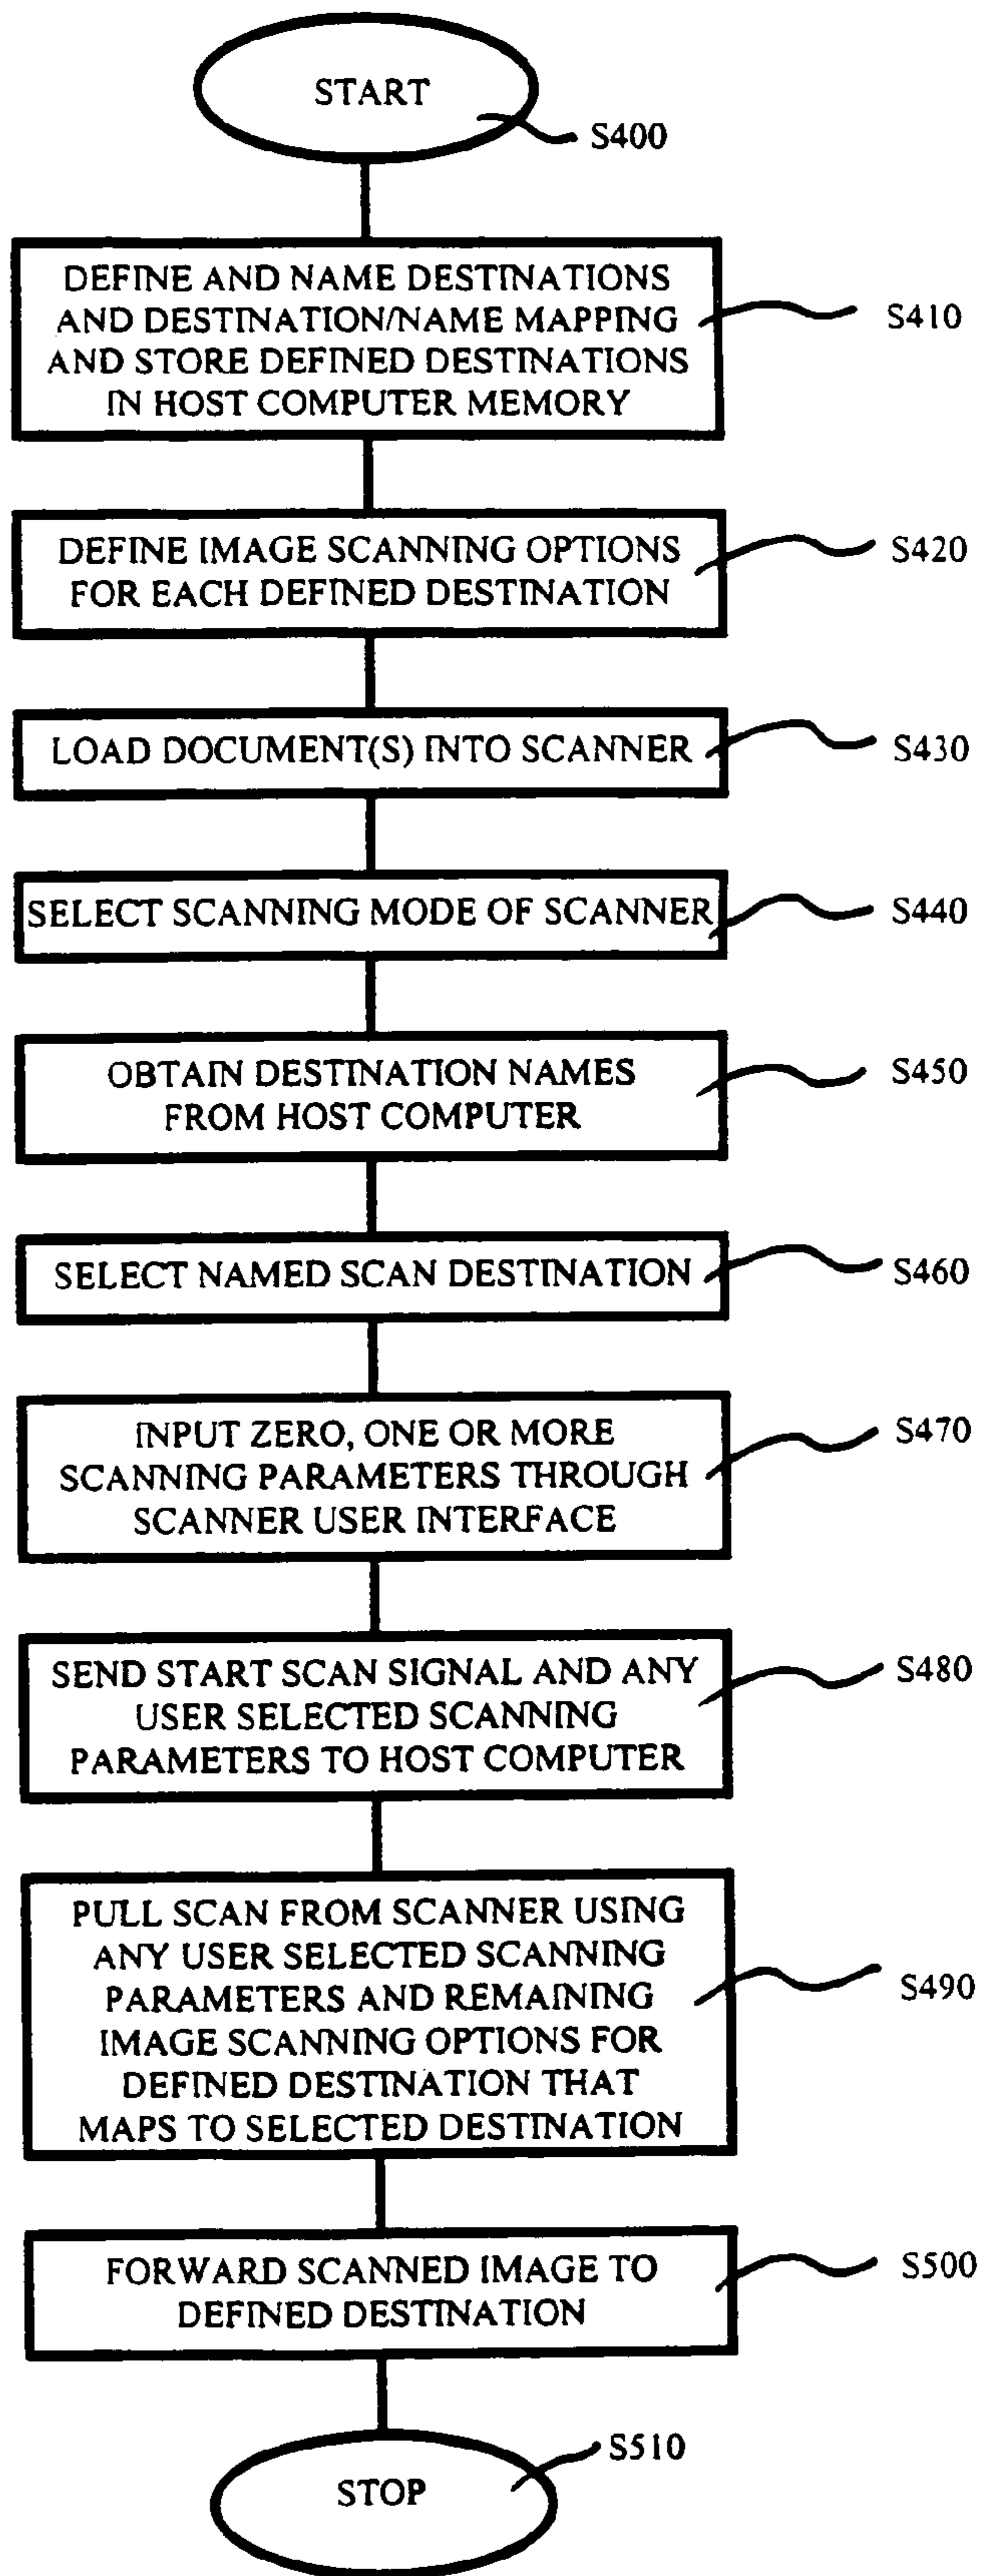 START
S400
DEFINE AND NAME DESTINATIONS
AND DESTINATION/NAME MAPPING
AND STORE DEFINED DESTINATIONS
IN HOST COMPUTER MEMORY
S410
DEFINE IMAGE SCANNING OPTIONS
FOR EACH DEFINED DESTINATION
S420
LOAD DOCUMENT(S) INTO SCANNER
S430
SELECT SCANNING MODE OF SCANNER
S440
OBTAIN DESTINATION NAMES
FROM HOST COMPUTER
S450
SELECT NAMED SCAN DESTINATION
S460
INPUT ZERO, ONE OR MORE
SCANNING PARAMETERS THROUGH
SCANNER USER INTERFACE
S470
SEND START SCAN SIGNAL AND ANY
USER SELECTED SCANNING
PARAMETERS TO HOST COMPUTER
S480
PULL SCAN FROM SCANNER USING
ANY USER SELECTED SCANNING
PARAMETERS AND REMAINING
IMAGE SCANNING OPTIONS FOR
DEFINED DESTINATION THAT
MAPS TO SELECTED DESTINATION
S490
FORWARD SCANNED IMAGE TO
DEFINED DESTINATION
S500
STOP
S510